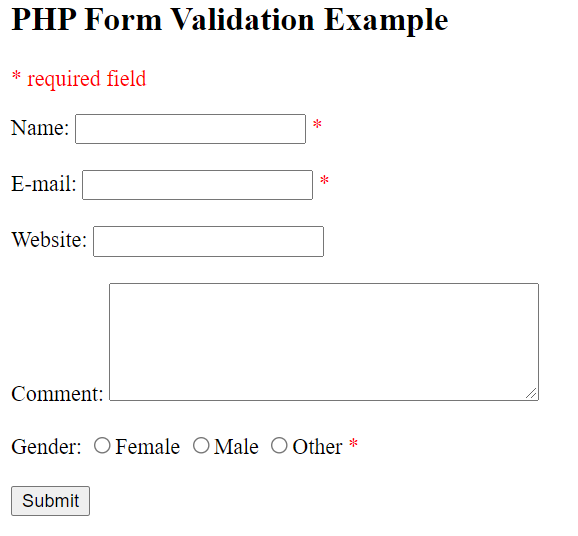 PHP Form Validation Example
* required field
Name: *
E-mail: *
Website:
Comment:
Gender: Female Male Other *
Submit